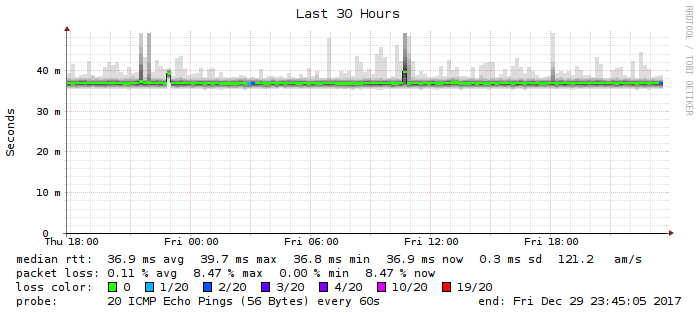 Last 30 Hours
RRDTOOL / TOBI OETIKER
Seconds
40 m
30 m
20 m
10 m
0
Thu 18:00 Fri 00:00 Fri 06:00 Fri 12:00 Fri 18:00
median rtt: 36.9 ms avg 39.7 ms max 36.8 ms min 36.9 ms now 0.3 ms sd 121.2 am/s
packet loss: 0.11 % avg 8.47 % max 0.00 % min 8.47 % now
loss color: 0 1/20 2/20 3/20 4/20 10/20 19/20
probe: 20 ICMP Echo Pings (56 Bytes) every 60s end: Fri Dec 29 23:45:05 2017